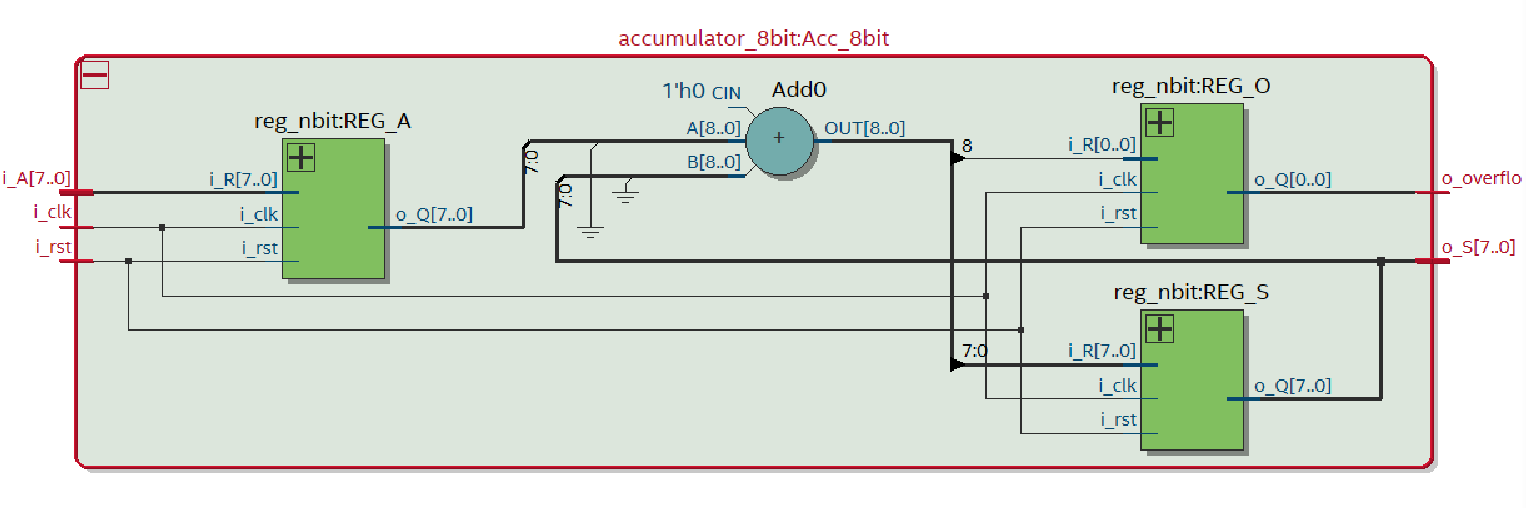 accumulator_8bit:Acc_8bit
reg_nbit:REG_A
i_A[7..0]
i_clk
i_rst
i_R[7..0]
i_clk
i_rst
o_Q[7..0]
7:0
7:0
1'h0 CIN
Add0
A[8..0]
B[8..0]
+
OUT[8..0]
8
7:0
reg_nbit:REG_O
i_R[0..0]
i_clk
i_rst
o_Q[0..0]
o_overflo
o_S[7..0]
reg_nbit:REG_S
i_R[7..0]
i_clk
i_rst
o_Q[7..0]